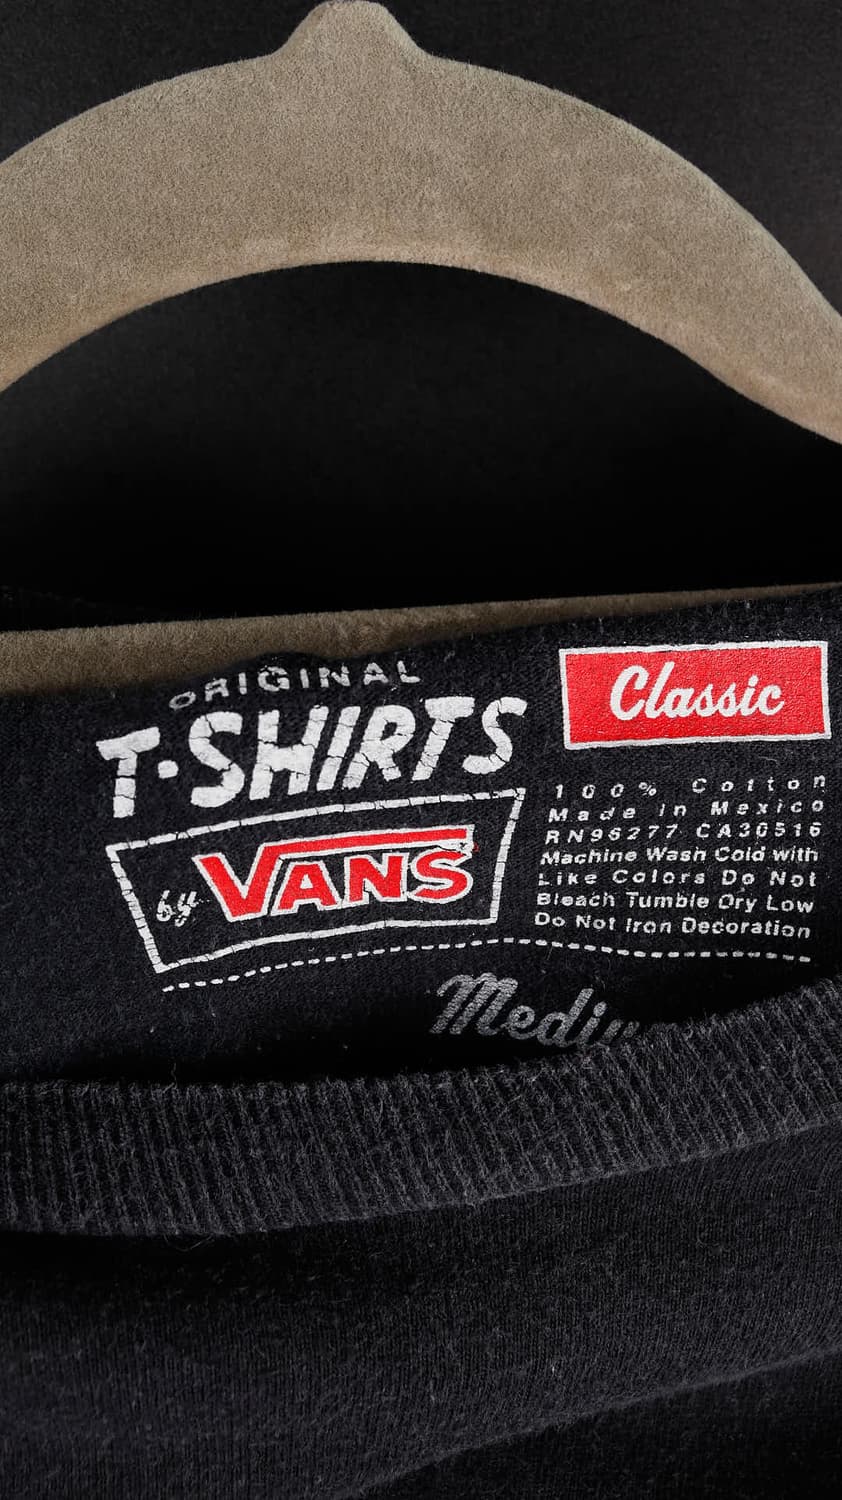 ORIGINAL
T-SHIRTS
by VANS
Classic
100% Cotton
Made in Mexico
RN96277 CA30516
Machine Wash Cold with
Like Colors Do Not
Bleach Tumble Dry Low
Do Not Iron Decoration